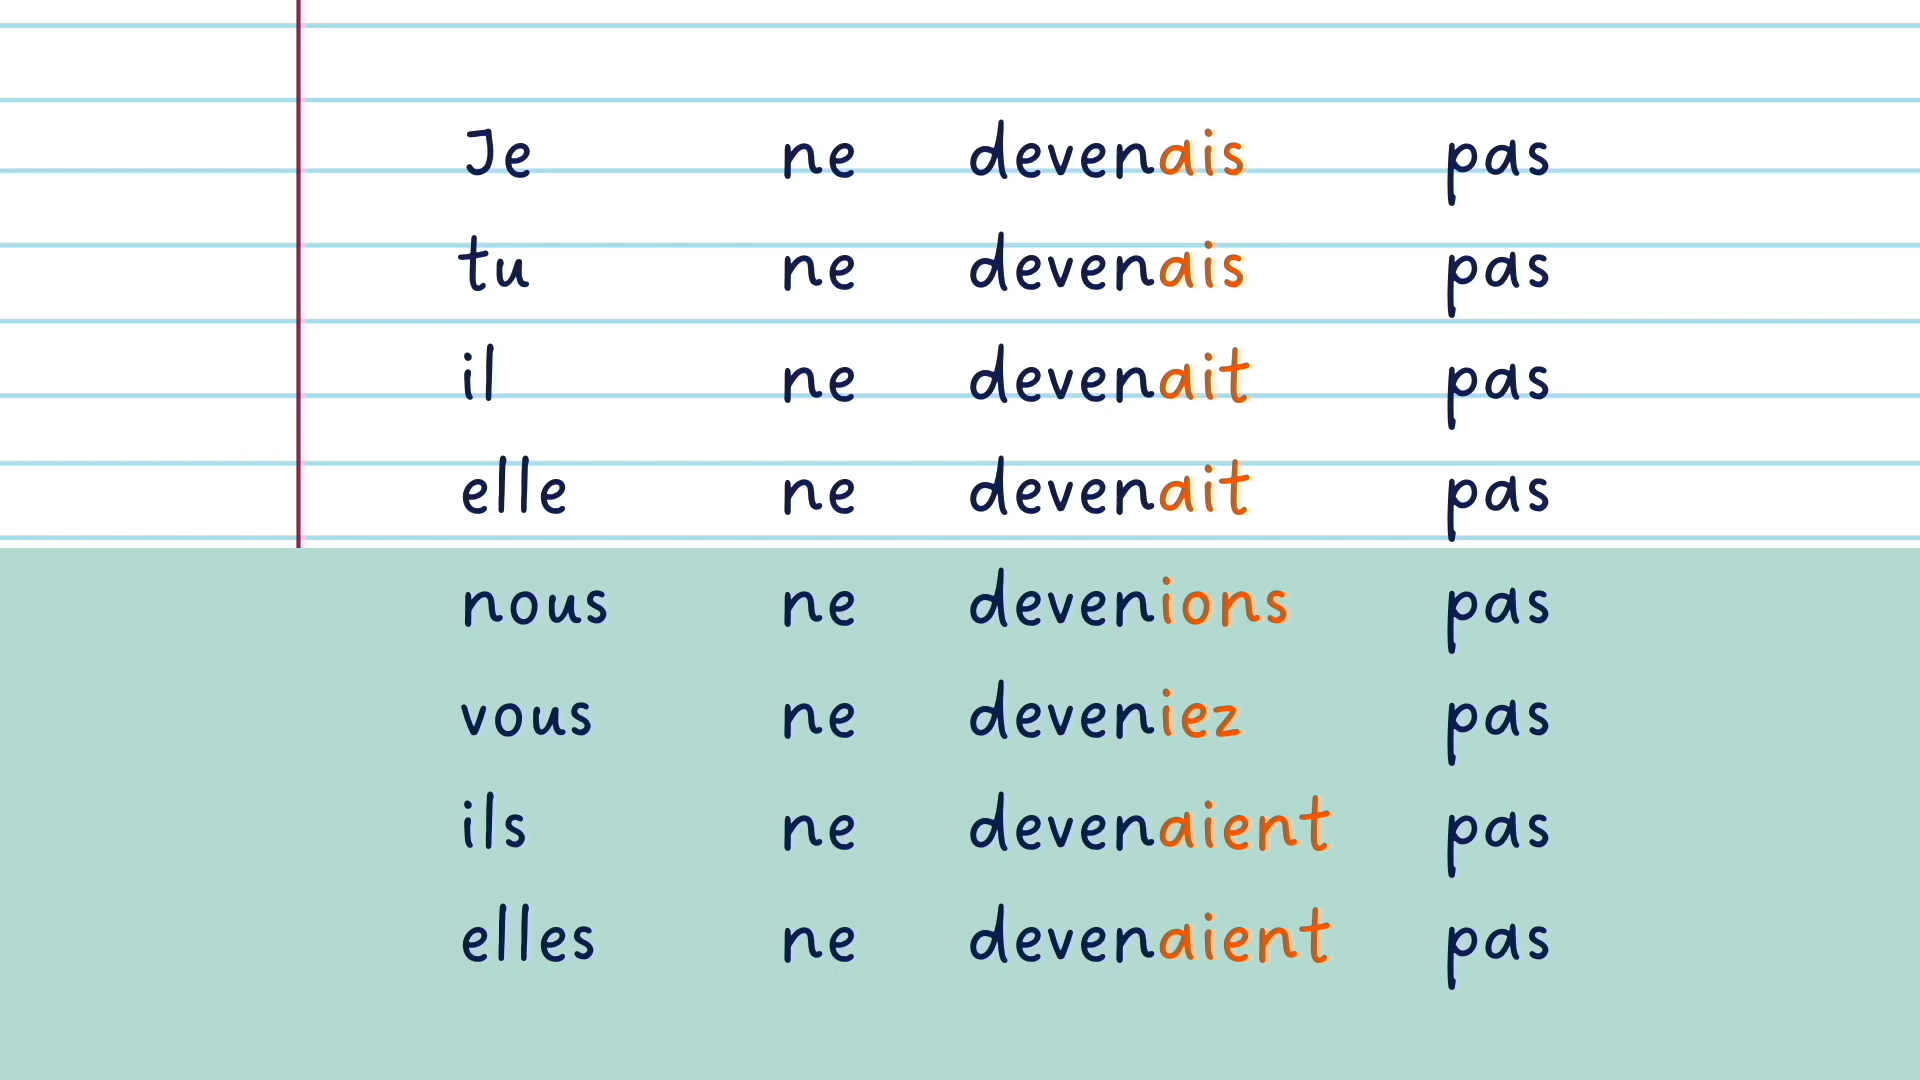 Je ne devenais pas
tu ne devenais pas
il ne devenait pas
elle ne devenait pas
nous ne devenions pas
vous ne deveniez pas
ils ne devenaient pas
elles ne devenaient pas